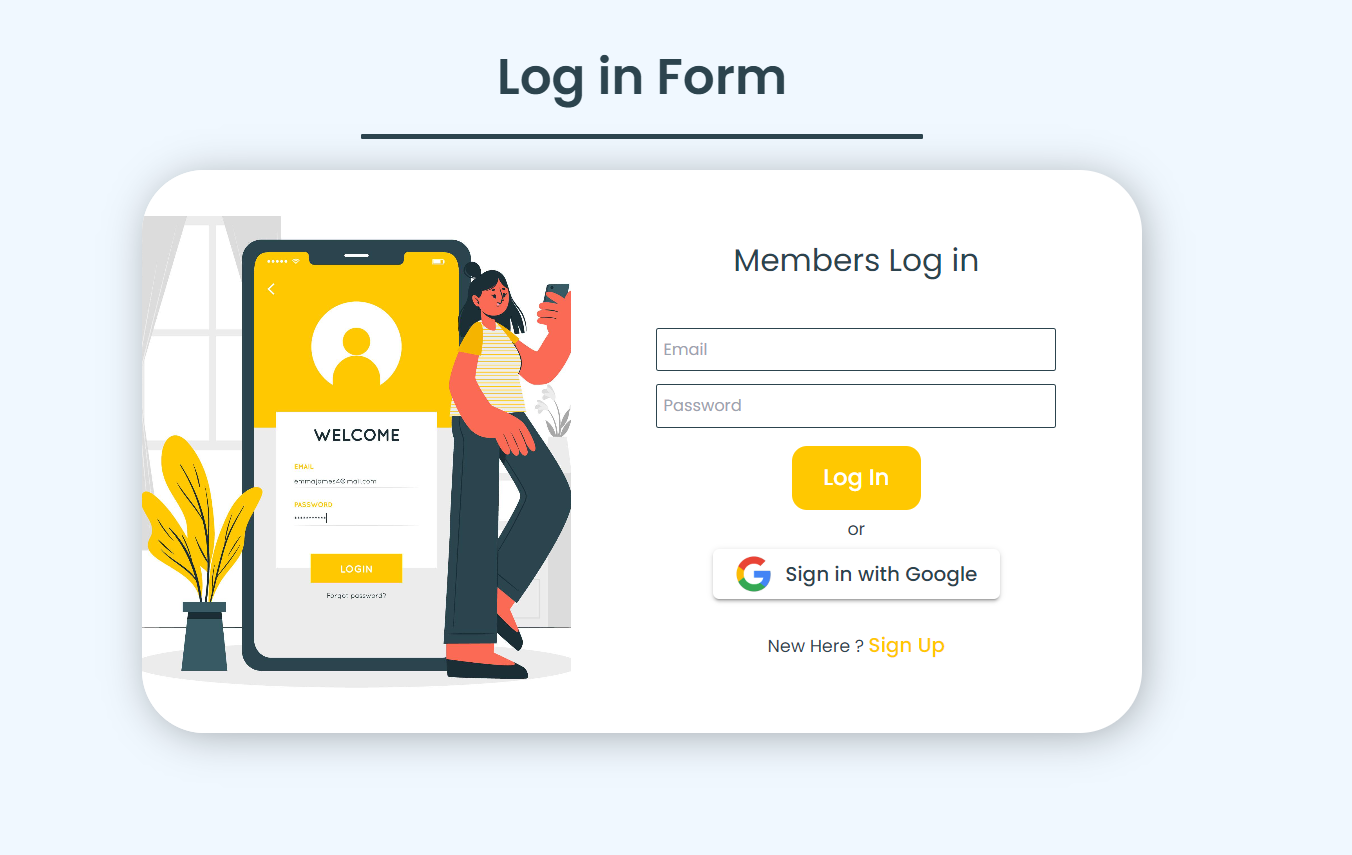 Log in Form
Members Log in
Email
Password
Log In
or
Sign in with Google
New Here ? Sign Up
WELCOME
EMAIL
emmajames4@mail.com
PASSWORD
LOGIN
Forgot password?